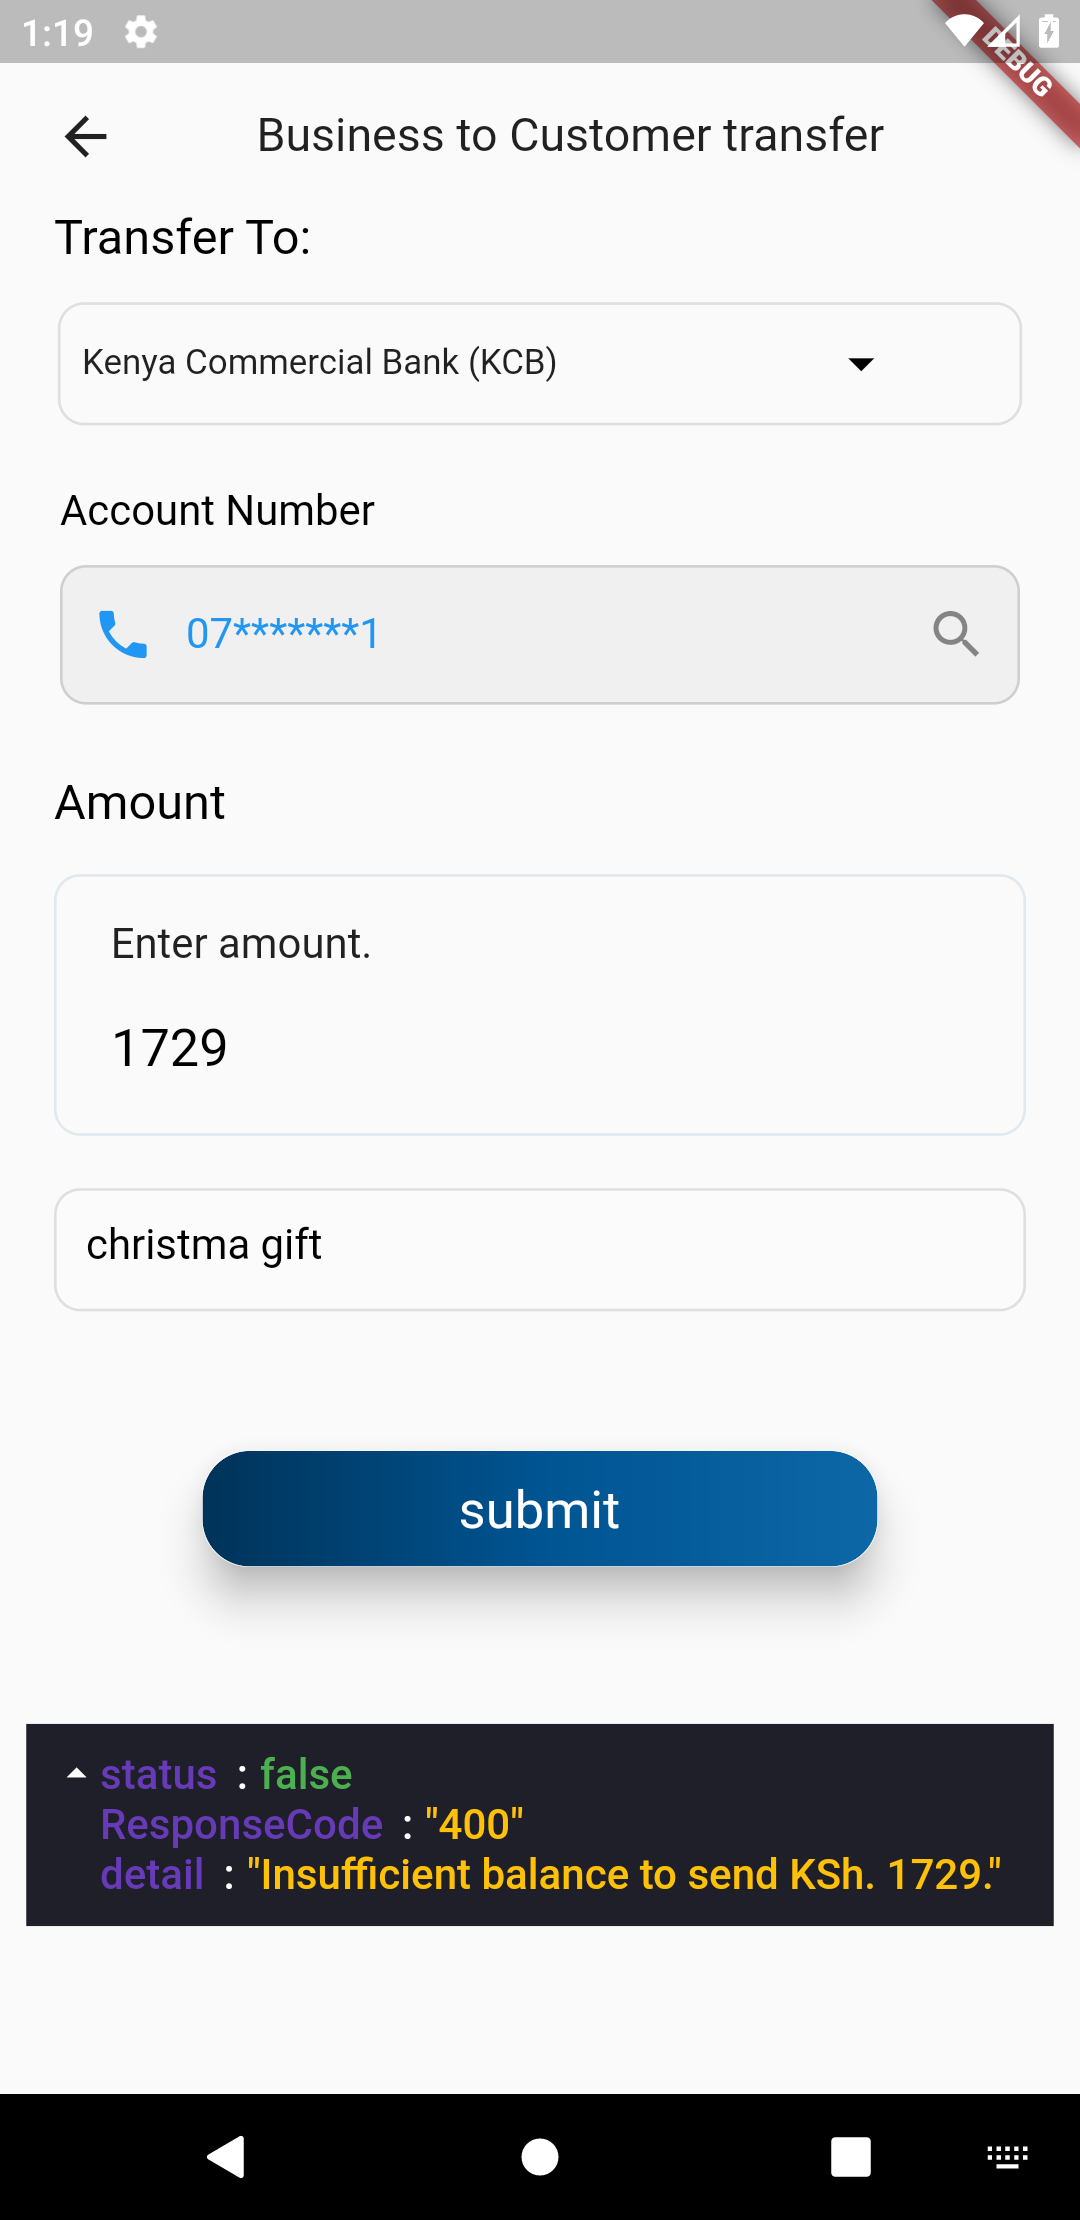 1:19
DEBUG
Business to Customer transfer
Transfer To:
Kenya Commercial Bank (KCB)
Account Number
07*******1
Amount
Enter amount.
1729
christma gift
submit
status : false
ResponseCode : "400"
detail : "Insufficient balance to send KSh. 1729."